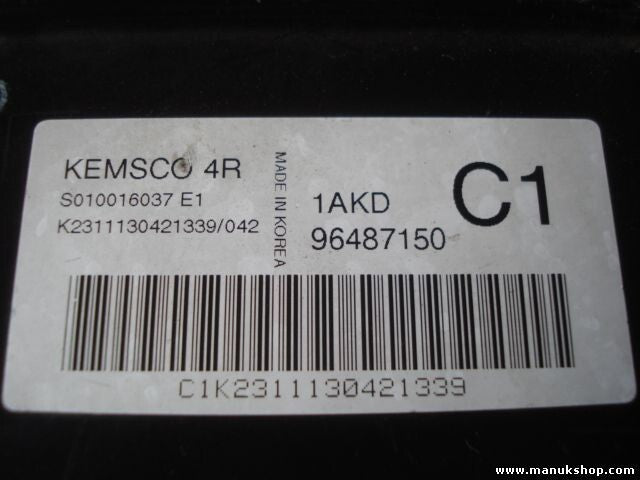 KEMSCO 4R
S010016037 E1
K2311130421339/042
MADE IN KOREA
1AKD
96487150
C1
C1K2311130421339
www.manukshop.com